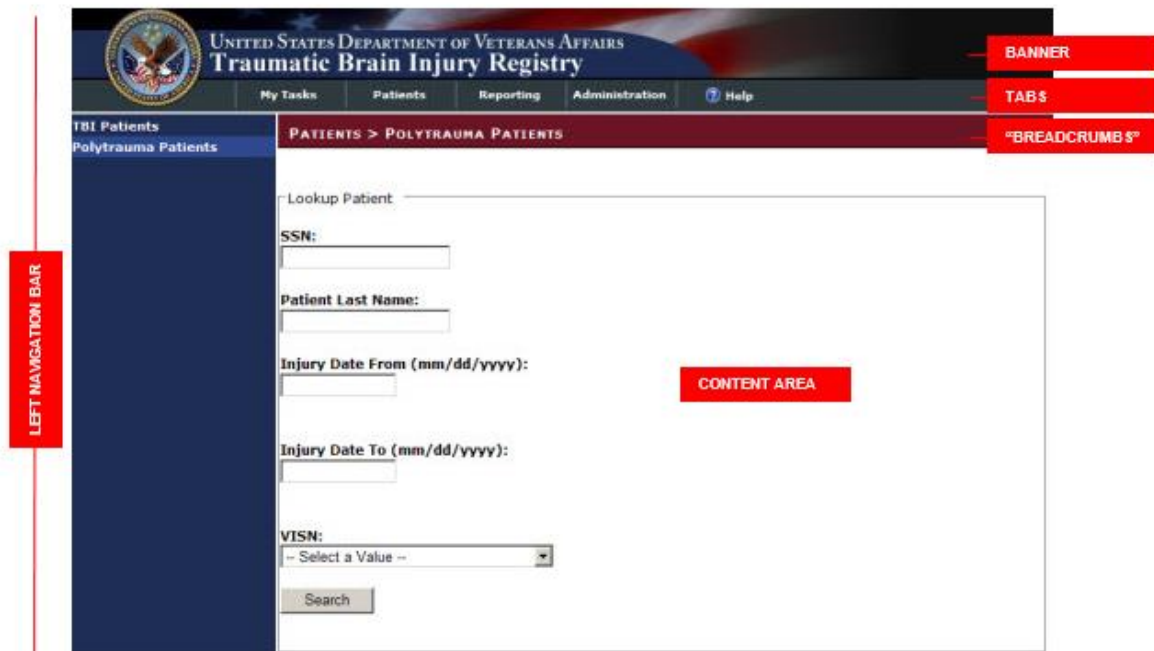 UNITED STATES DEPARTMENT OF VETERANS AFFAIRS
Traumatic Brain Injury Registry
BANNER
My Tasks Patients Reporting Administration ? Help
TABS
TBI Patients
Polytrauma Patients
PATIENTS > POLYTRAUMA PATIENTS
"BREADCRUMBS"
Lookup Patient
SSN:
Patient Last Name:
Injury Date From (mm/dd/yyyy):
CONTENT AREA
LEFT NAVIGATION BAR
Injury Date To (mm/dd/yyyy):
VISN:
-- Select a Value --
Search